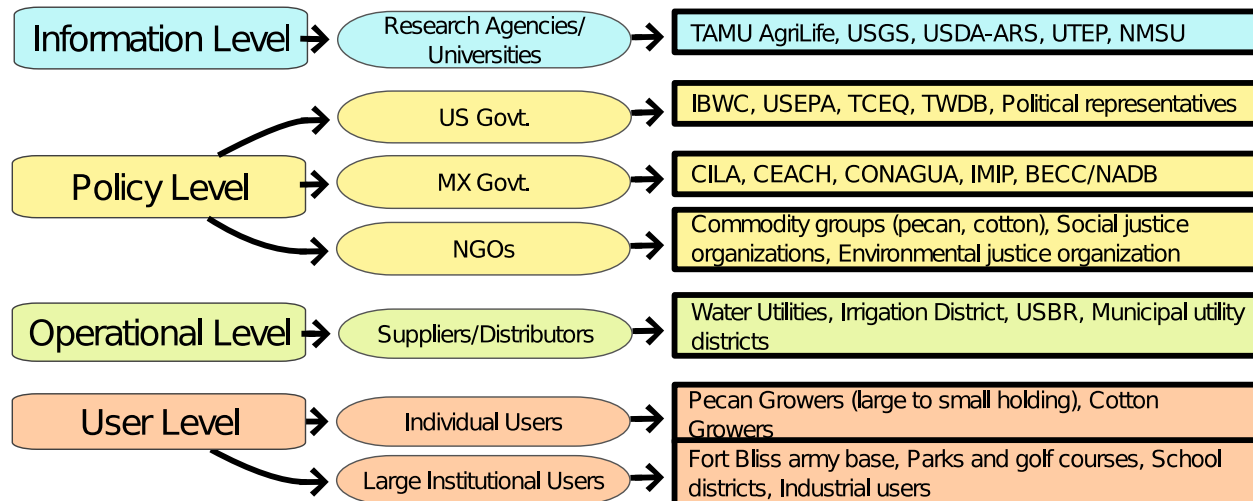 Information Level
Research Agencies/
Universities
TAMU AgriLife, USGS, USDA-ARS, UTEP, NMSU
Policy Level
US Govt.
IBWC, USEPA, TCEQ, TWDB, Political representatives
MX Govt.
CILA, CEACH, CONAGUA, IMIP, BECC/NADB
NGOs
Commodity groups (pecan, cotton), Social justice
organizations, Environmental justice organization
Operational Level
Suppliers/Distributors
Water Utilities, Irrigation District, USBR, Municipal utility
districts
User Level
Individual Users
Pecan Growers (large to small holding), Cotton
Growers
Large Institutional Users
Fort Bliss army base, Parks and golf courses, School
districts, Industrial users